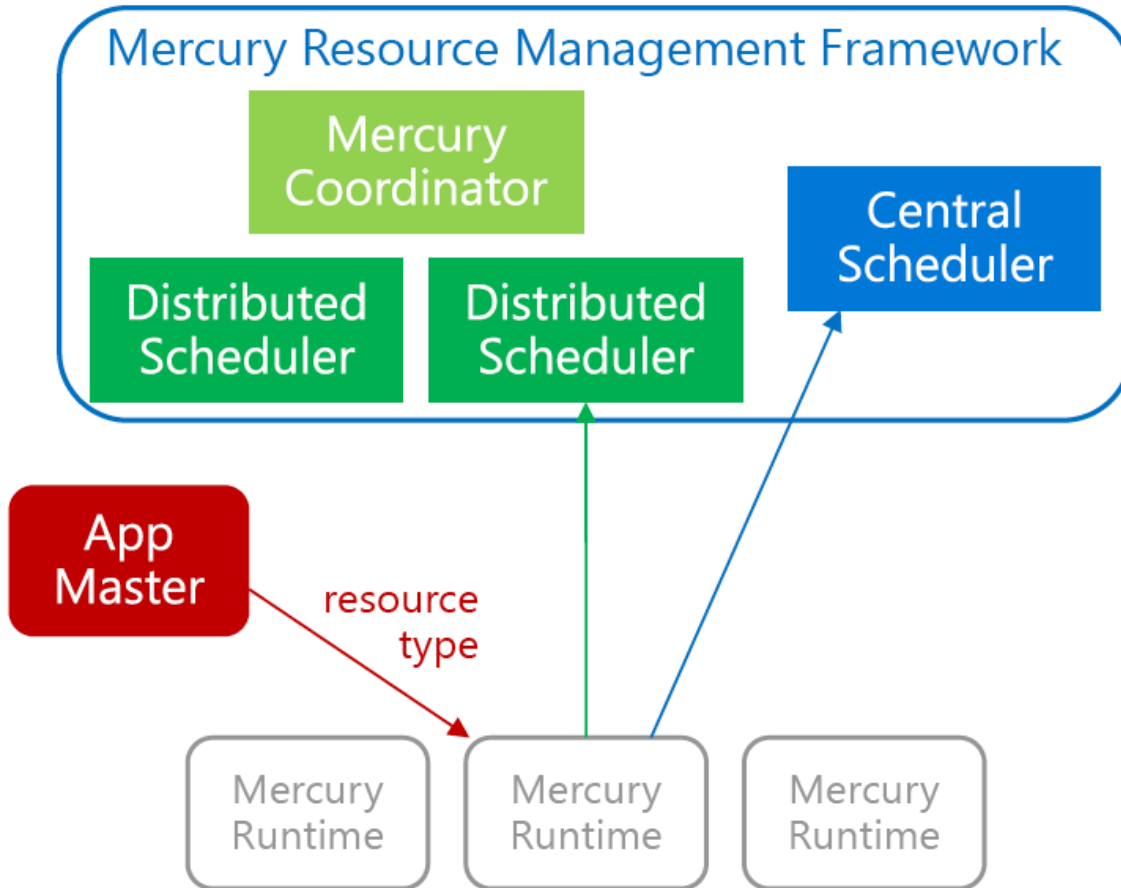 Mercury Resource Management Framework
Mercury
Coordinator
Central
Scheduler
Distributed
Scheduler
Distributed
Scheduler
App
Master
resource
type
Mercury
Runtime
Mercury
Runtime
Mercury
Runtime